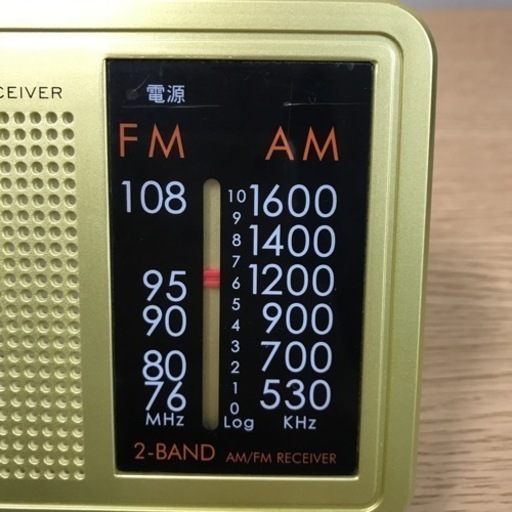 CEIVER
電源
FM AM
108 10 1600
9
8 1400
7
95 6 1200
5
90 4 900
3
80 2 700
1
76 0 530
MHz Log KHz
2-BAND AM/FM RECEIVER